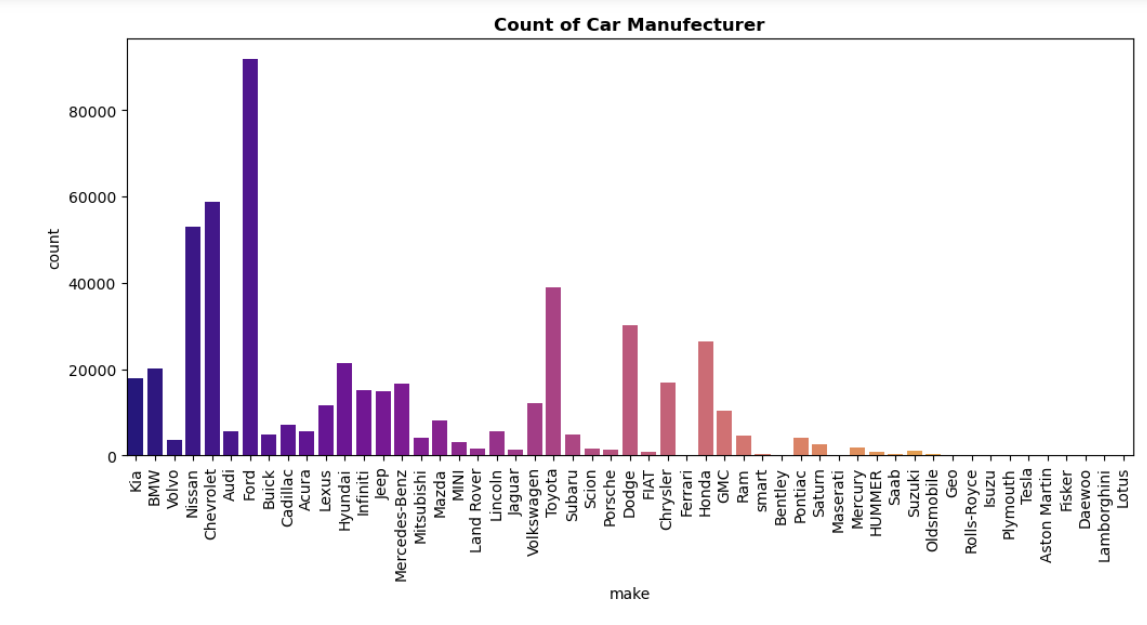 Count of Car Manufecturer
count
80000
60000
40000
20000
0
Kia
BMW
Volvo
Nissan
Chevrolet
Audi
Ford
Buick
Cadillac
Acura
Lexus
Hyundai
Infiniti
Jeep
Mercedes-Benz
Mitsubishi
Mazda
MINI
Land Rover
Lincoln
Jaguar
Volkswagen
Toyota
Subaru
Scion
Porsche
Dodge
FIAT
Chrysler
Ferrari
Honda
GMC
Ram
smart
Bentley
Pontiac
Saturn
Maserati
Mercury
HUMMER
Saab
Suzuki
Oldsmobile
Geo
Rolls-Royce
Isuzu
Plymouth
Tesla
Aston Martin
Fisker
Daewoo
Lamborghini
Lotus
make